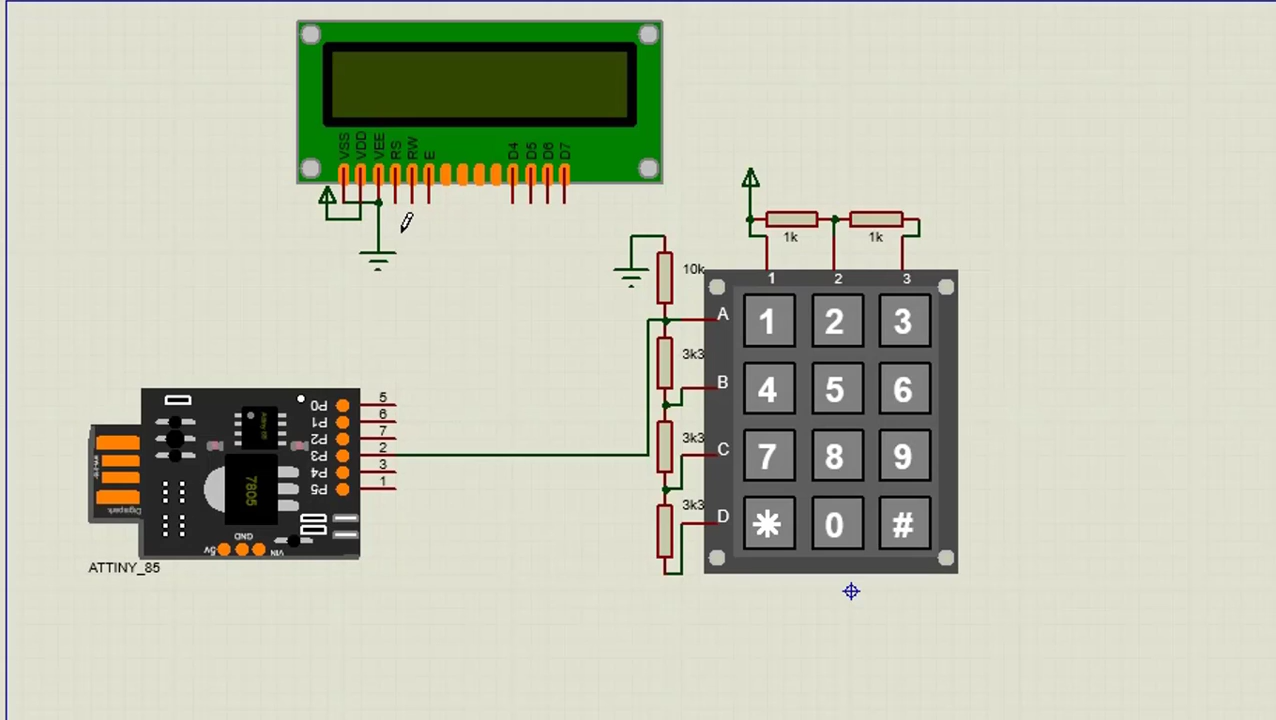 VSS VDD VEE RS RW E D4 D5 D6 D7
1k 1k
1 2 3
10k
A 1 2 3
3k3
B 4 5 6
3k3
C 7 8 9
3k3
D * 0 #
P0 5
P1 6
P2 7
P3 2
P4 3
P5 1
7805
Digispark
GND
5v VIN
ATTINY_85